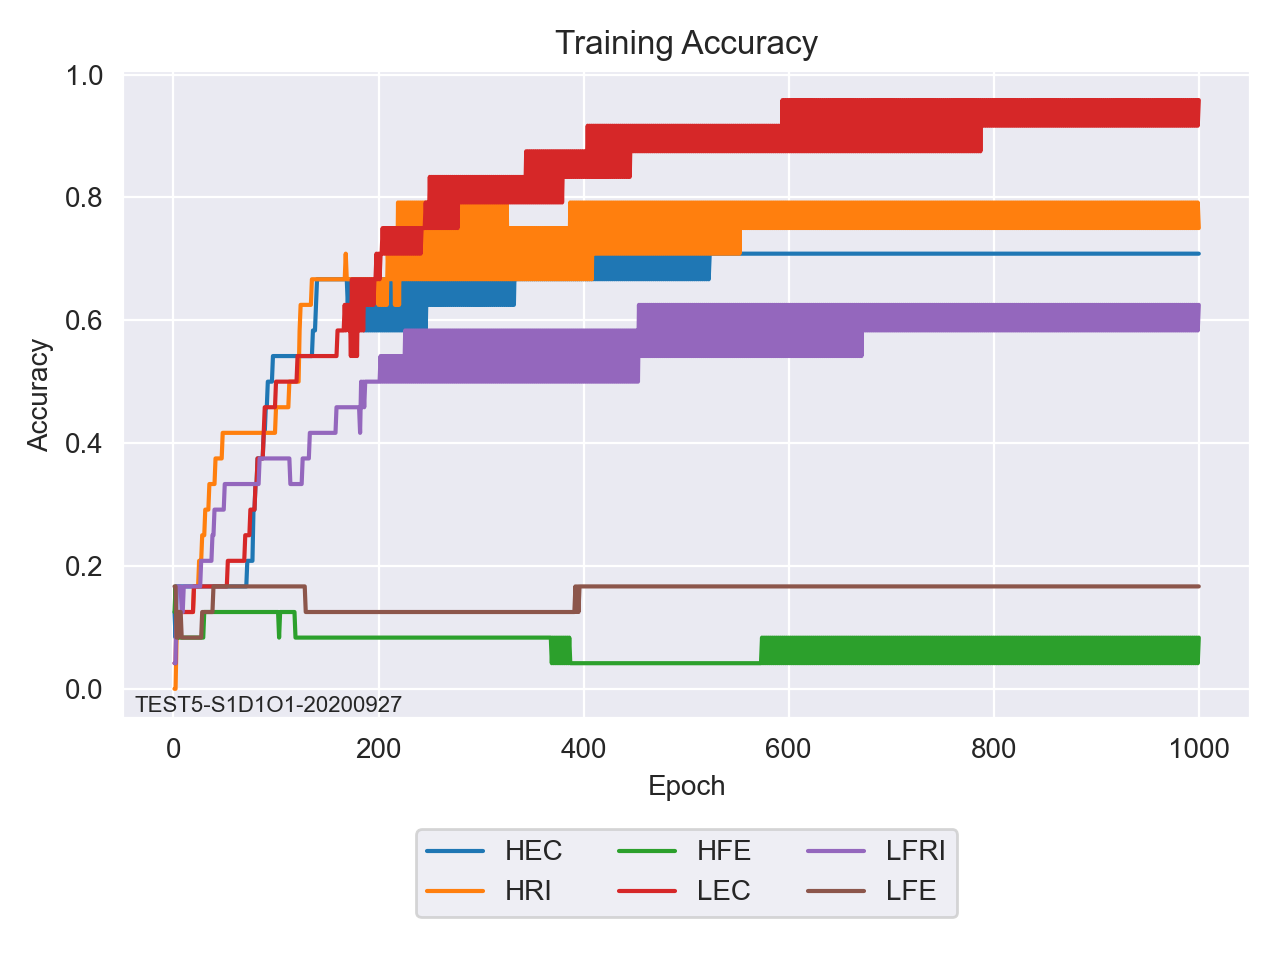 Training Accuracy
Accuracy
1.0
0.8
0.6
0.4
0.2
0.0
TEST5-S1D1O1-20200927
0 200 400 600 800 1000
Epoch
HEC HFE LFRI
HRI LEC LFE